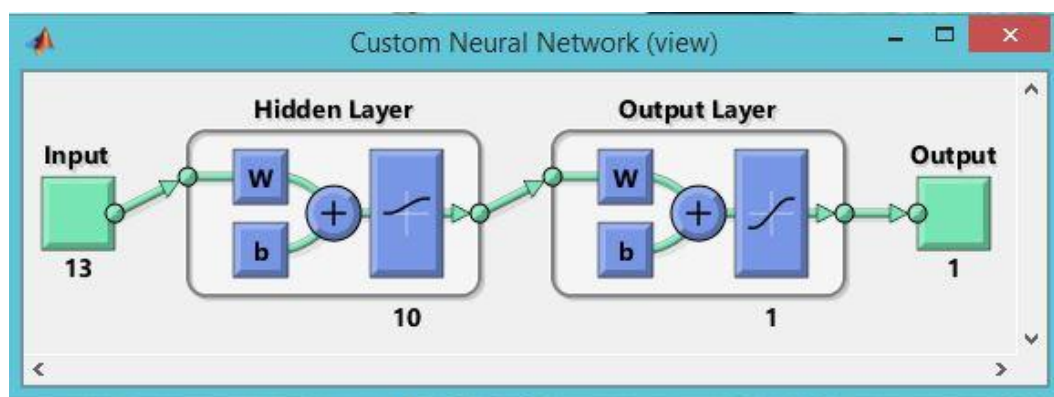 Custom Neural Network (view)
Hidden Layer
Output Layer
Input
Output
W
W
+
+
b
b
13
1
10
1